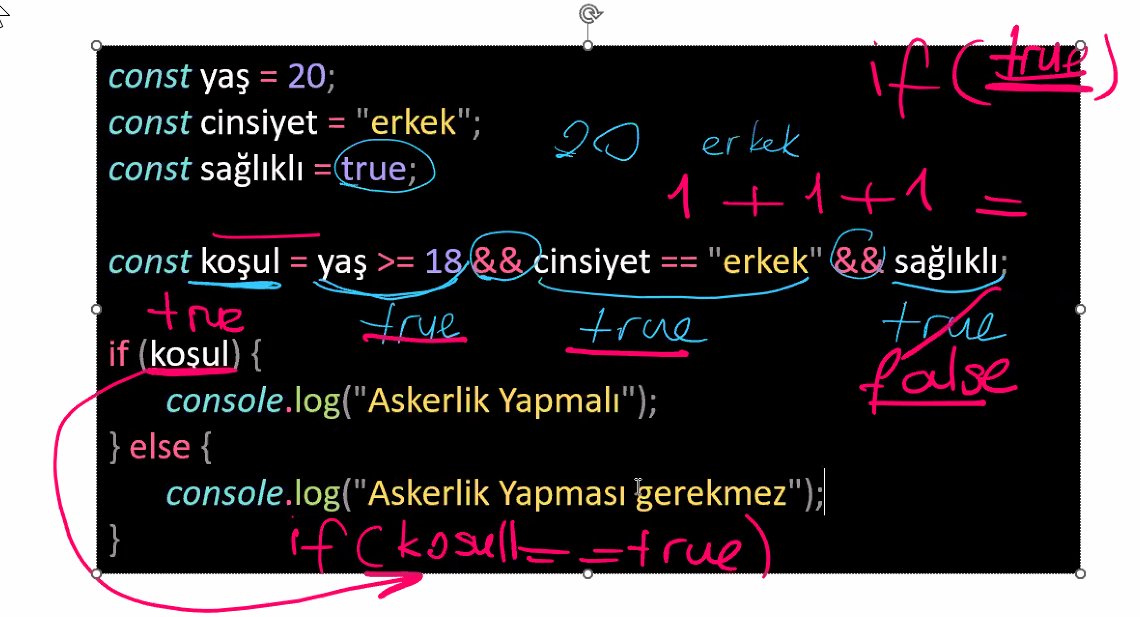 const yaş = 20;
if (true)
const cinsiyet = "erkek";
20 erkek
const sağlıklı = true;
1 + 1 + 1 =
const koşul = yaş >= 18 && cinsiyet == "erkek" && sağlıklı;
true true true true
if (koşul) {
false
console.log("Askerlik Yapmalı");
} else {
console.log("Askerlik Yapması gerekmez");
}
if (kosul == = true)